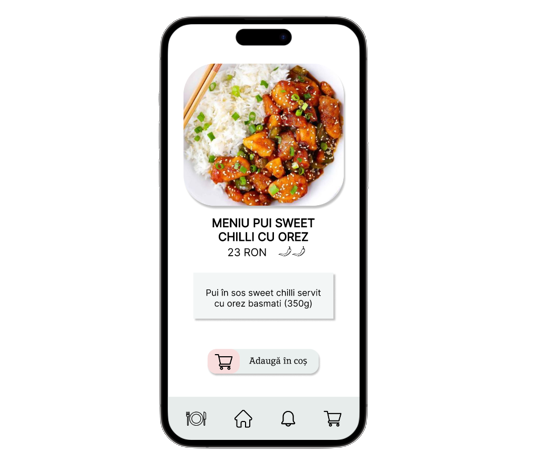 MENIU PUI SWEET
CHILLI CU OREZ
23 RON
Pui în sos sweet chilli servit
cu orez basmati (350g)
Adaugă în coș